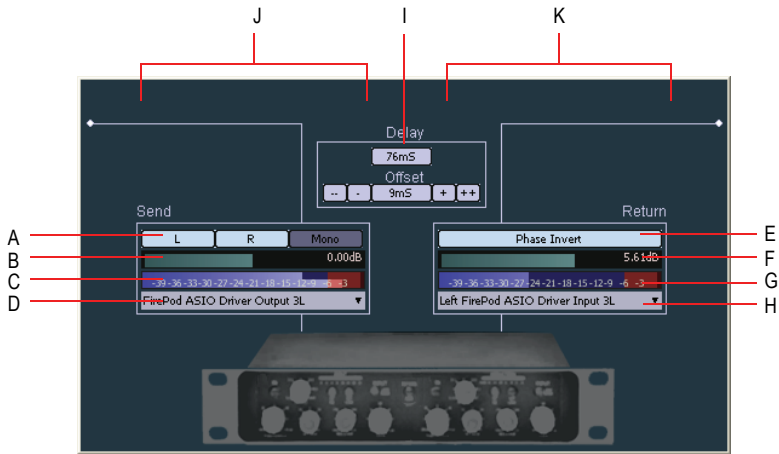 J I K
Delay
76mS
Offset
-- - 9mS + ++
Send Return
A L R Mono Phase Invert E
B 0.00dB 5.61dB F
C -39-36-33-30-27-24-21-18-15-12-9 -6 -3 -39-36-33-30-27-24-21-18-15-12-9 -6 -3 G
D FirePod ASIO Driver Output 3L ▼ Left FirePod ASIO Driver Input 3L ▼ H